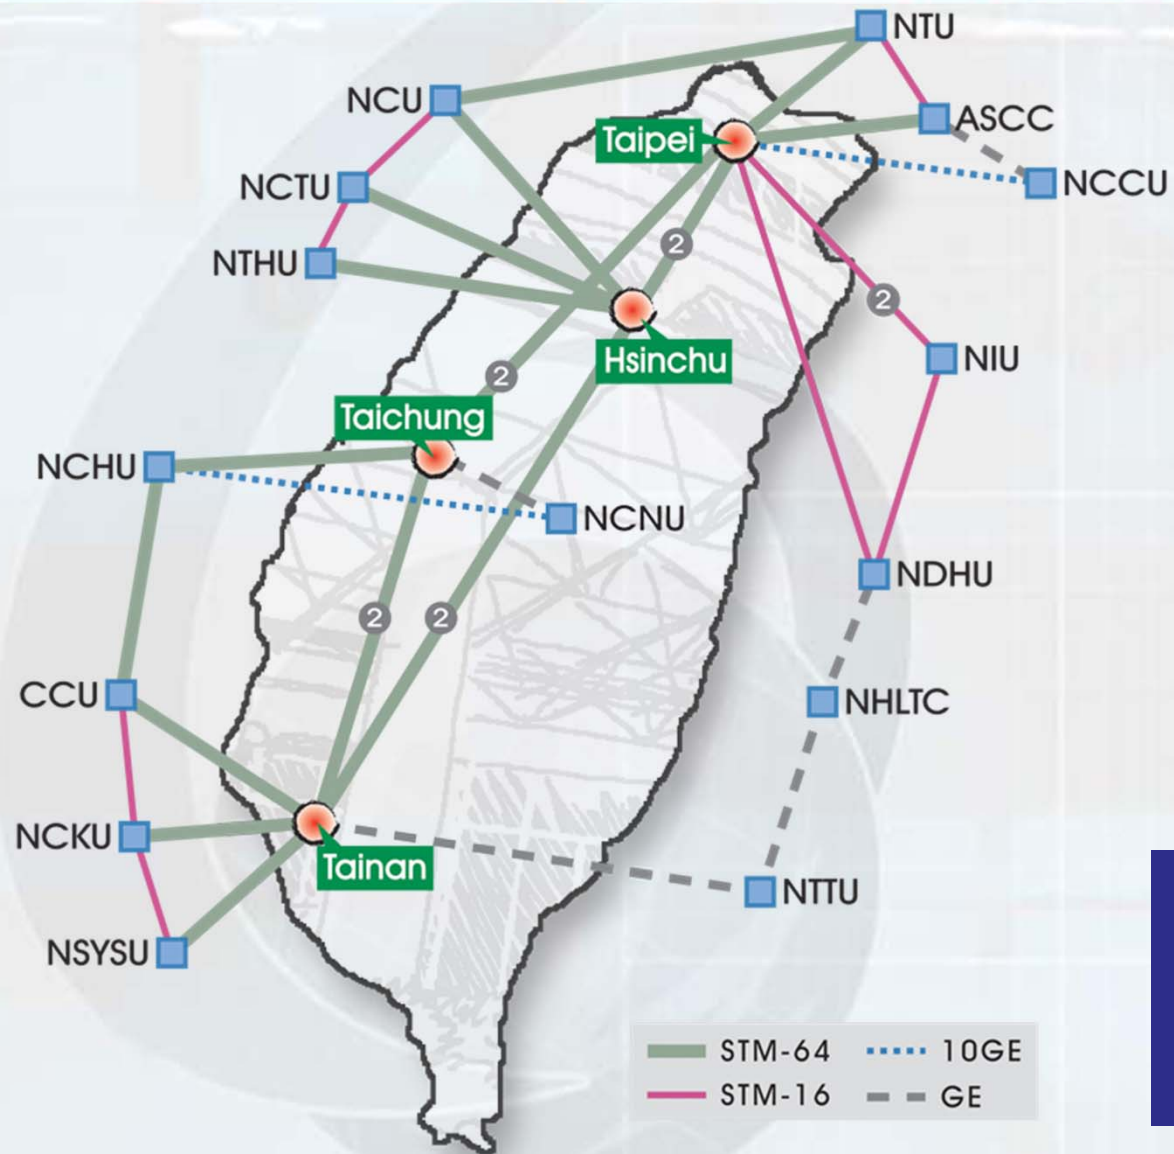 NTU
NCU
ASCC
Taipei
NCTU
NCCU
2
NTHU
2
Hsinchu
NIU
2
Taichung
NCHU
NCNU
NDHU
2
2
CCU
NHLTC
NCKU
Tainan
NTTU
NSYSU
STM-64
10GE
STM-16
GE